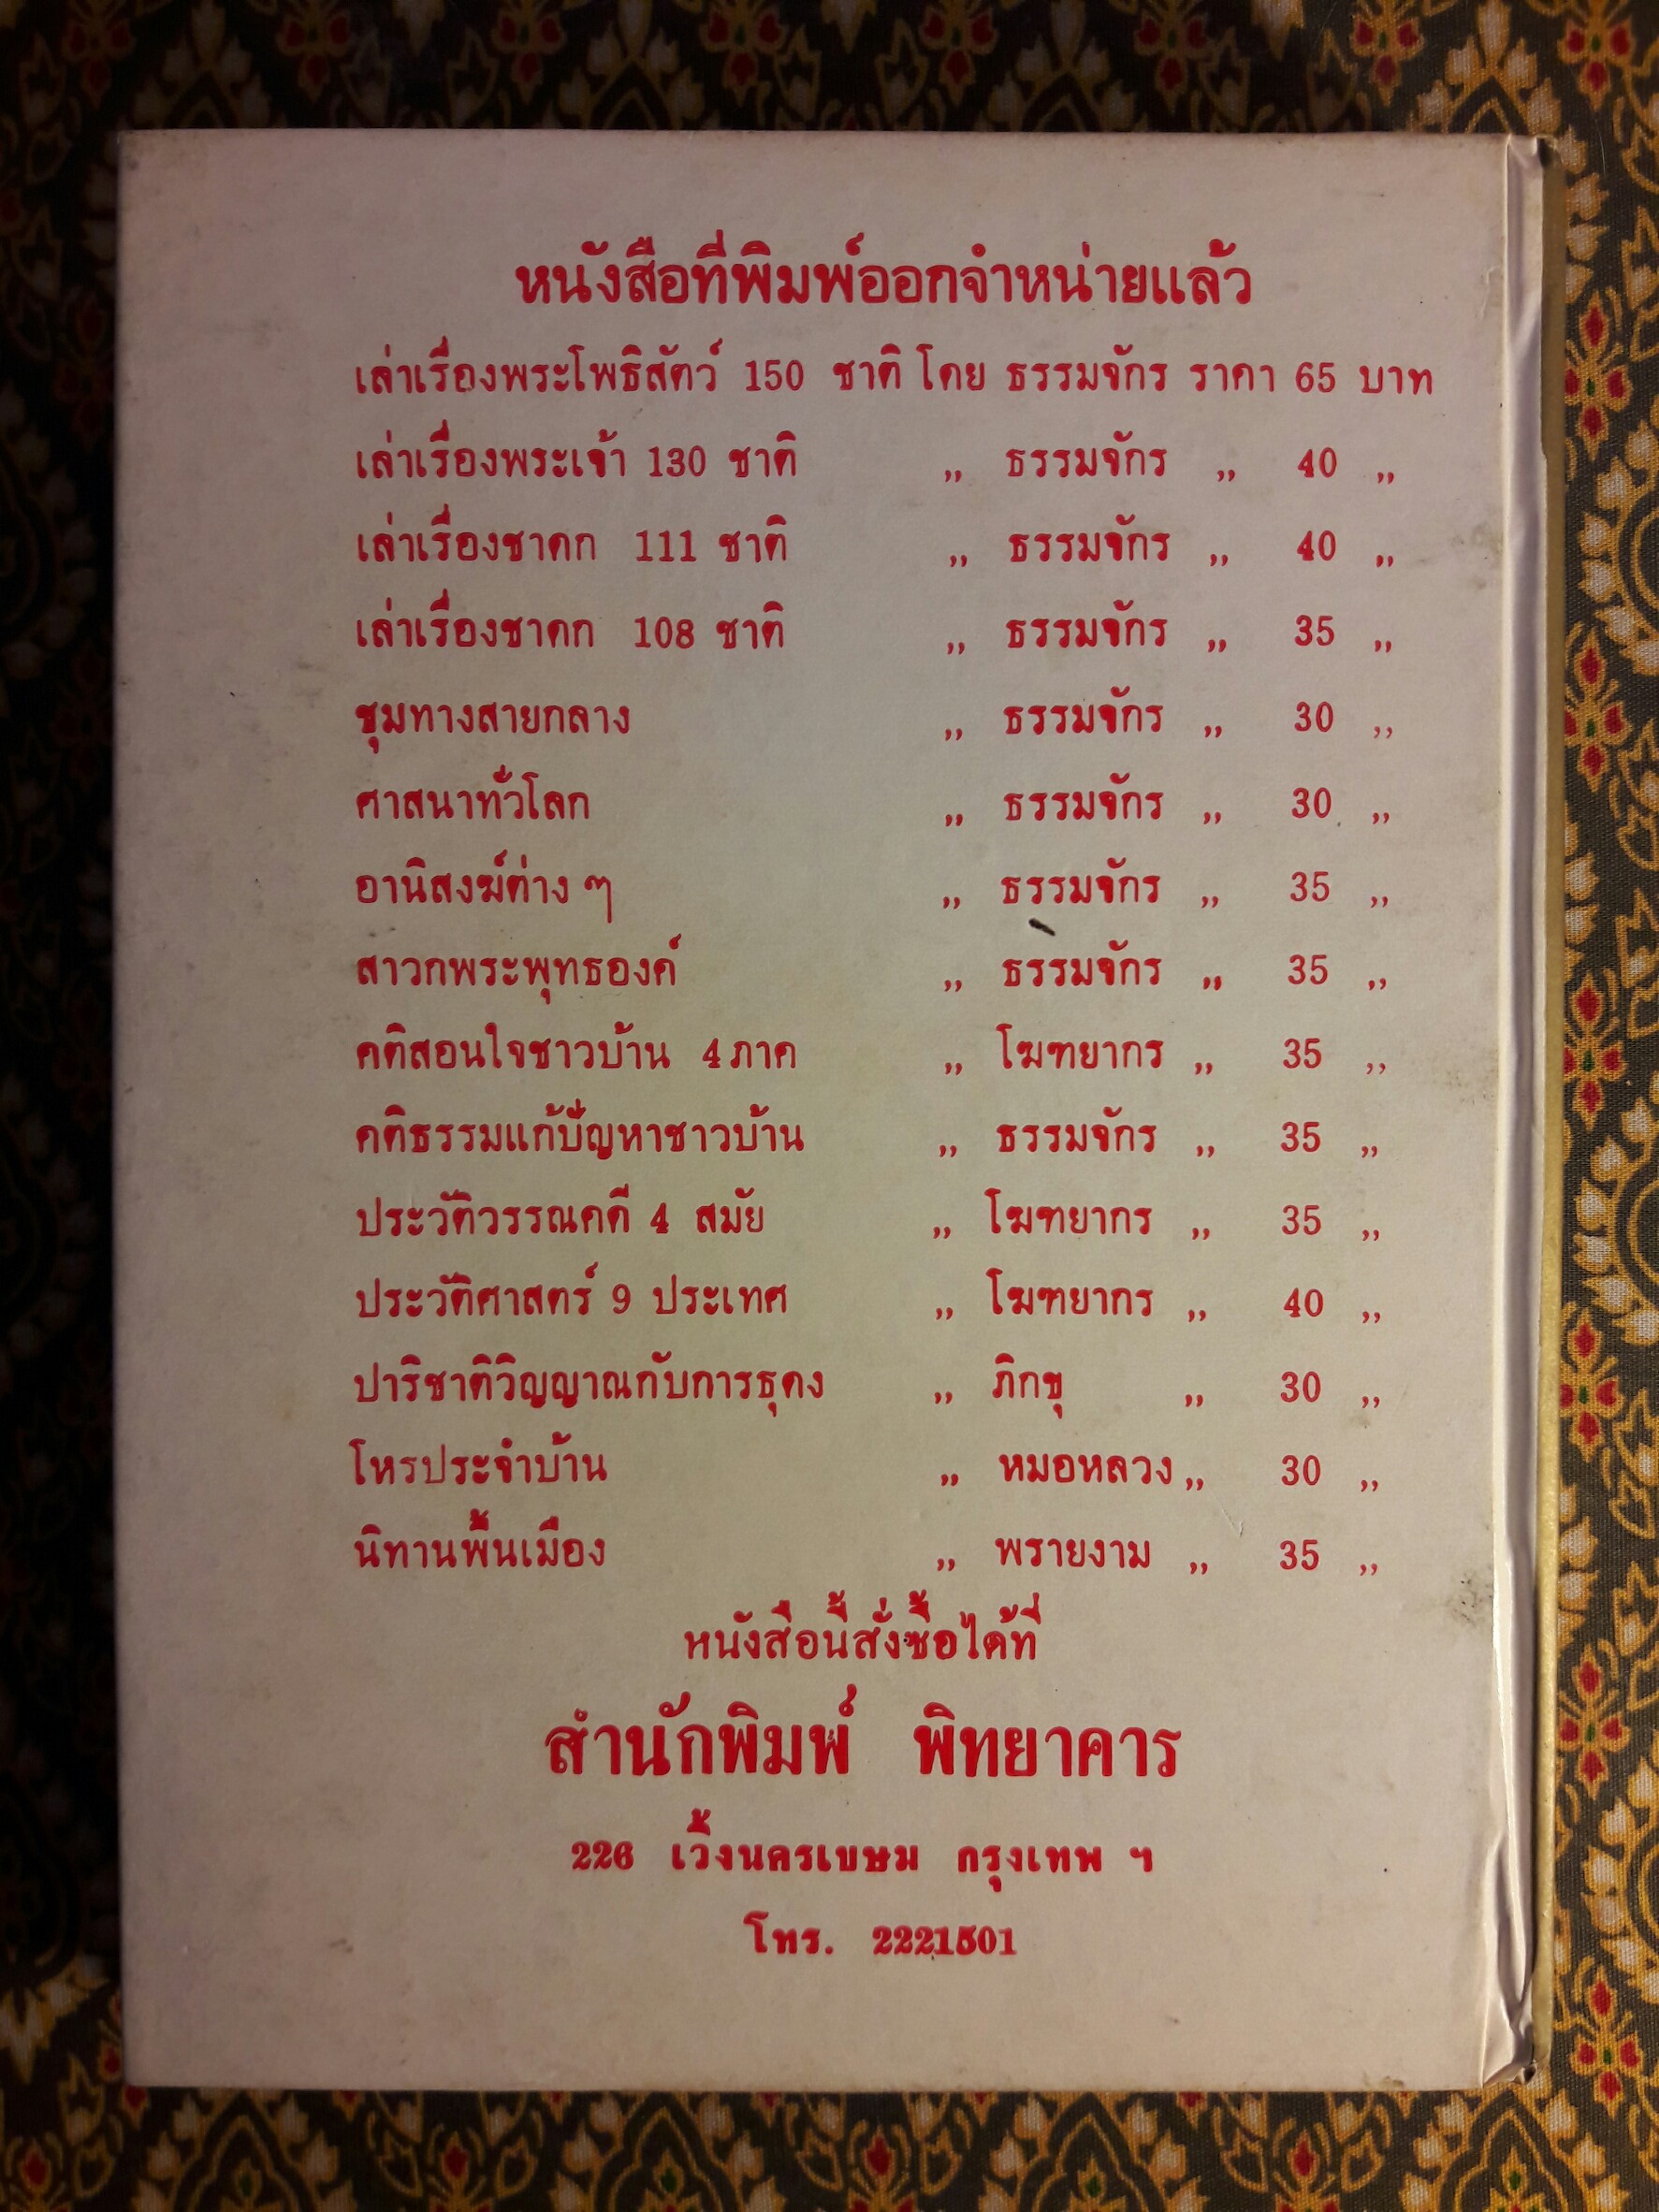 หนังสือที่พิมพ์ออกจำหน่ายแล้ว
เล่าเรื่องพระโพธิสัตว์ 150 ชาติ โดย ธรรมจักร ราคา 65 บาท
เล่าเรื่องพระเจ้า 130 ชาติ ,, ธรรมจักร ,, 40 ,,
เล่าเรื่องชาดก 111 ชาติ ,, ธรรมจักร ,, 40 ,,
เล่าเรื่องชาดก 108 ชาติ ,, ธรรมจักร ,, 35 ,,
ชุมทางสายกลาง ,, ธรรมจักร ,, 30 ,,
ศาสนาทั่วโลก ,, ธรรมจักร ,, 30 ,,
อานิสงฆ์ต่าง ๆ ,, ธรรมจักร ,, 35 ,,
สาวกพระพุทธองค์ ,, ธรรมจักร ,, 35 ,,
คติสอนใจชาวบ้าน 4 ภาค ,, โฆฑยากร ,, 35 ,,
คติธรรมแก้ปัญหาชาวบ้าน ,, ธรรมจักร ,, 35 ,,
ประวัติวรรณคดี 4 สมัย ,, โฆฑยากร ,, 35 ,,
ประวัติศาสตร์ 9 ประเทศ ,, โฆฑยากร ,, 40 ,,
ปาริชาติวิญญาณกับการธุดง ,, ภิกขุ ,, 30 ,,
โหรประจำบ้าน ,, หมอหลวง ,, 30 ,,
นิทานพื้นเมือง ,, พรายงาม ,, 35 ,,
หนังสือนี้สั่งซื้อได้ที่
สำนักพิมพ์ พิทยาคาร
226 เวิ้งนครเขษม กรุงเทพ ฯ
โทร. 2221501